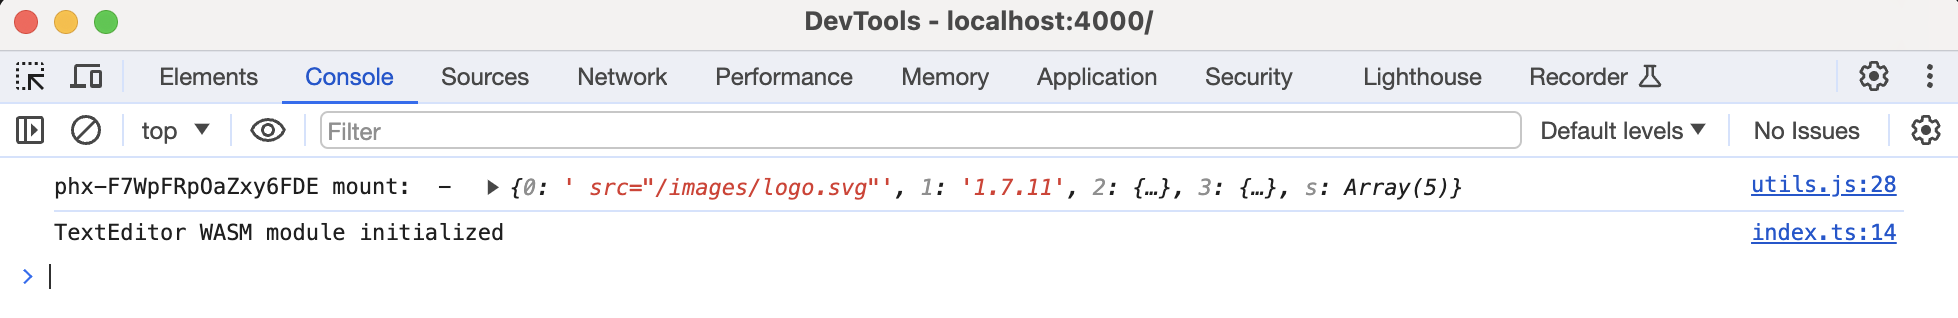 DevTools - localhost:4000/
Elements Console Sources Network Performance Memory Application Security Lighthouse Recorder
top Filter Default levels No Issues
phx-F7WpFRpOaZxy6FDE mount:  -  {0: ' src="/images/logo.svg"', 1: '1.7.11', 2: {…}, 3: {…}, s: Array(5)} utils.js:28
TextEditor WASM module initialized index.ts:14
>